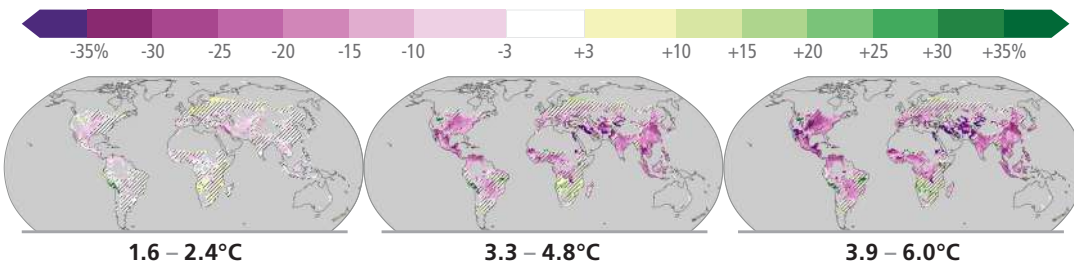 -35% -30 -25 -20 -15 -10 -3 +3 +10 +15 +20 +25 +30 +35%
1.6 – 2.4°C 3.3 – 4.8°C 3.9 – 6.0°C